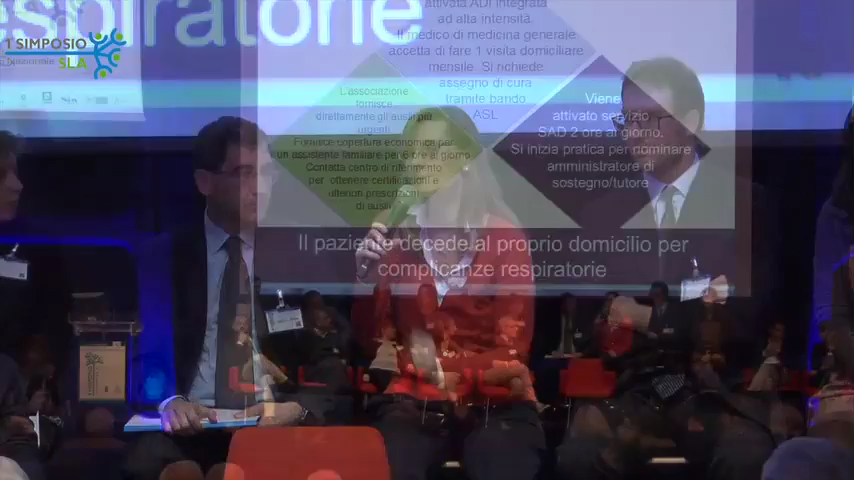 espiratorie
1° SIMPOSIO
SLA
attivata ADI integrata
ad alta intensità.
Il medico di medicina generale
accetta di fare 1 visita domiciliare
mensile. Si richiede
assegno di cura
tramite bando
ASL
L'associazione
fornisce
direttamente gli ausili più
urgenti.
Fornisce copertura economica per
un assistente familiare per 6 ore al giorno
Contatta centro di riferimento
per ottenere certificazioni e
ulteriori prescrizioni
di ausili
Viene
attivato servizio
SAD 2 ore al giorno.
Si inizia pratica per nominare
amministratore di
sostegno/tutore
Il paziente decede al proprio domicilio per
complicanze respiratorie